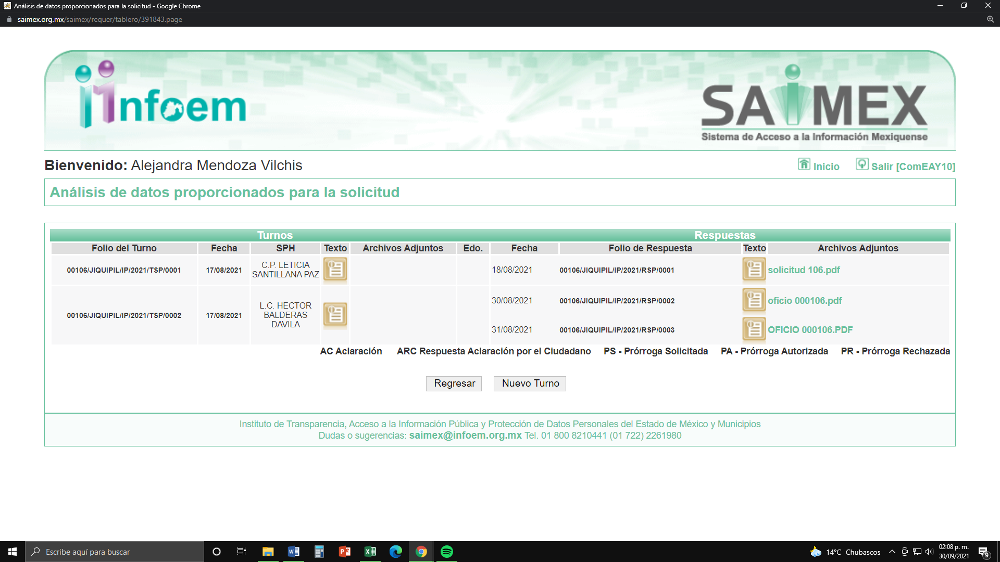 Análisis de datos proporcionados para la solicitud - Google Chrome
saimex.org.mx/saimex/requer/tablero/391843.page
infoem
SAIMEX
Sistema de Acceso a la Información Mexiquense
Bienvenido: Alejandra Mendoza Vilchis
Inicio Salir [ComEAY10]
Análisis de datos proporcionados para la solicitud
Turnos Respuestas
Folio del Turno Fecha SPH Texto Archivos Adjuntos Edo. Fecha Folio de Respuesta Texto Archivos Adjuntos
00106/JIQUIPIL/IP/2021/TSP/0001 17/08/2021 C.P. LETICIA SANTILLANA PAZ 18/08/2021 00106/JIQUIPIL/IP/2021/RSP/0001 solicitud 106.pdf
00106/JIQUIPIL/IP/2021/TSP/0002 17/08/2021 L.C. HECTOR BALDERAS DAVILA 30/08/2021 00106/JIQUIPIL/IP/2021/RSP/0002 oficio 000106.pdf
31/08/2021 00106/JIQUIPIL/IP/2021/RSP/0003 OFICIO 000106.PDF
AC Aclaración ARC Respuesta Aclaración por el Ciudadano PS - Prórroga Solicitada PA - Prórroga Autorizada PR - Prórroga Rechazada
Regresar Nuevo Turno
Instituto de Transparencia, Acceso a la Información Pública y Protección de Datos Personales del Estado de México y Municipios
Dudas o sugerencias: saimex@infoem.org.mx Tel. 01 800 8210441 (01 722) 2261980
Escribe aquí para buscar
14°C Chubascos
02:08 p. m.
30/09/2021
9